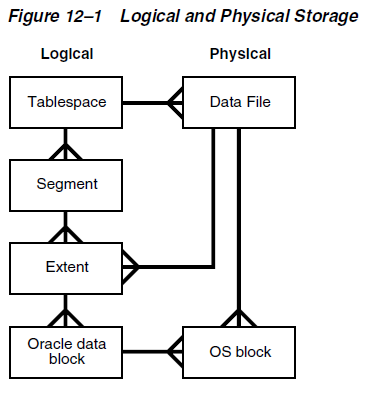 Figure 12–1 Logical and Physical Storage
Logical
Physical
Tablespace
Data File
Segment
Extent
Oracle data
block
OS block